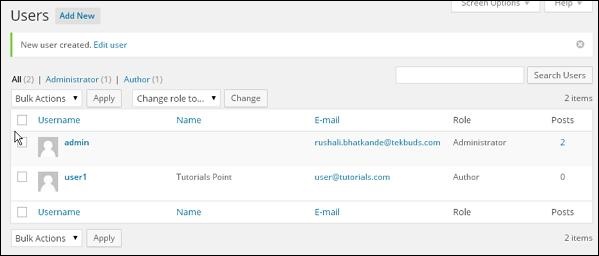 Screen Options Help
Users Add New
New user created. Edit user
All (2) | Administrator (1) | Author (1)
Search Users
Bulk Actions Apply Change role to... Change 2 items
Username Name E-mail Role Posts
admin rushali.bhatkande@tekbuds.com Administrator 2
user1 Tutorials Point user@tutorials.com Author 0
Username Name E-mail Role Posts
Bulk Actions Apply 2 items